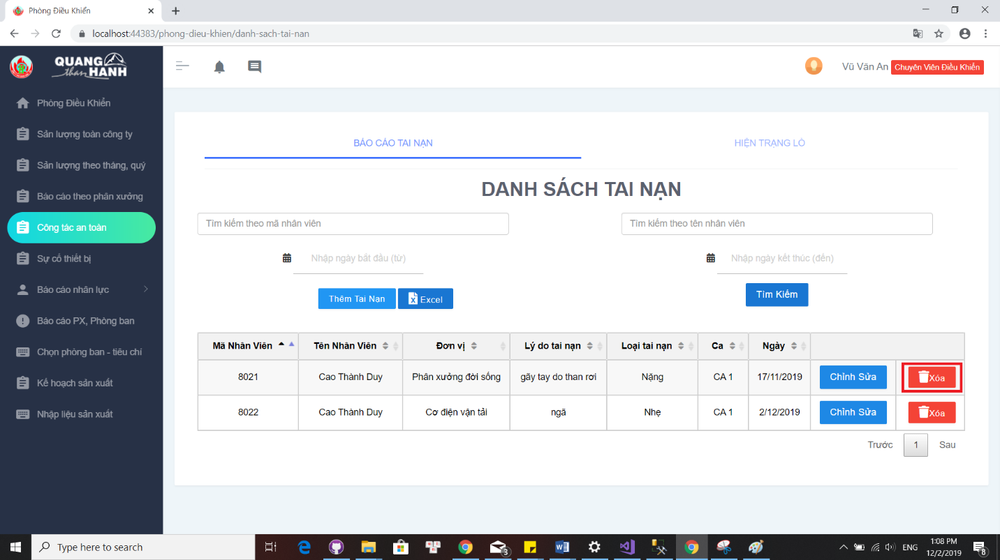 Phòng Điều Khiển
localhost:44383/phong-dieu-khien/danh-sach-tai-nan
QUANG
than HANH
Vũ Văn An Chuyên Viên Điều Khiển
Phòng Điều Khiển
Sản lượng toàn công ty
Sản lượng theo tháng, quý
Báo cáo theo phân xưởng
Công tác an toàn
Sự cố thiết bị
Báo cáo nhân lực
Báo cáo PX, Phòng ban
Chọn phòng ban - tiêu chí
Kế hoạch sản xuất
Nhập liệu sản xuất
BÁO CÁO TAI NẠN HIỆN TRẠNG LÒ
DANH SÁCH TAI NẠN
Tìm kiếm theo mã nhân viên Tìm kiếm theo tên nhân viên
Nhập ngày bắt đầu (từ) Nhập ngày kết thúc (đến)
Thêm Tai Nạn Excel Tìm Kiếm
Mã Nhân Viên Tên Nhân Viên Đơn vị Lý do tai nạn Loại tai nạn Ca Ngày
8021 Cao Thành Duy Phân xưởng đời sống gãy tay do than rơi Nặng CA 1 17/11/2019 Chỉnh Sửa Xóa
8022 Cao Thành Duy Cơ điện vận tải ngã Nhẹ CA 1 2/12/2019 Chỉnh Sửa Xóa
Trước 1 Sau
Type here to search
3
ENG
1:08 PM
12/2/2019
8